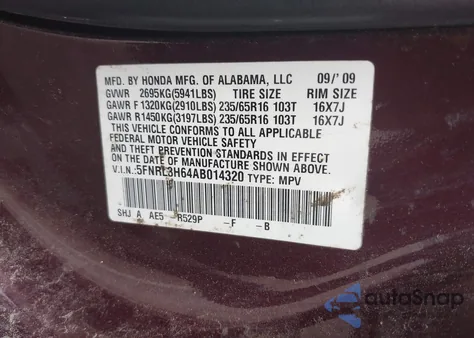 MFD. BY HONDA MFG. OF ALABAMA, LLC 09/'09
GVWR 2695KG(5941LBS) TIRE SIZE RIM SIZE
GAWR F 1320KG(2910LBS) 235/65R16 103T 16X7J
GAWR R 1450KG(3197LBS) 235/65R16 103T 16X7J
THIS VEHICLE CONFORMS TO ALL APPLICABLE
FEDERAL MOTOR VEHICLE SAFETY BUMPER,
AND THEFT PREVENTION STANDARDS IN EFFECT
ON THE DATE OF MANUFACTURE SHOWN ABOVE.
V.I.N.:5FNRL3H64AB014320 TYPE: MPV
SHJ A AE5 R529P -F -B
autoSnap